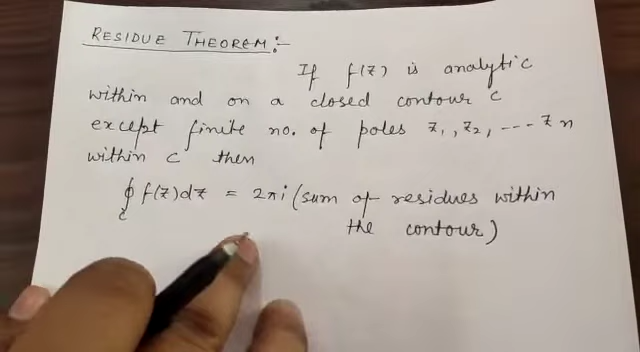 RESIDUE THEOREM:-
If f(z) is analytic
within and on a closed contour c
except finite no. of poles z₁, z₂, ---- z n
within c then
∮c f(z)dz = 2πi (sum of residues within
the contour)